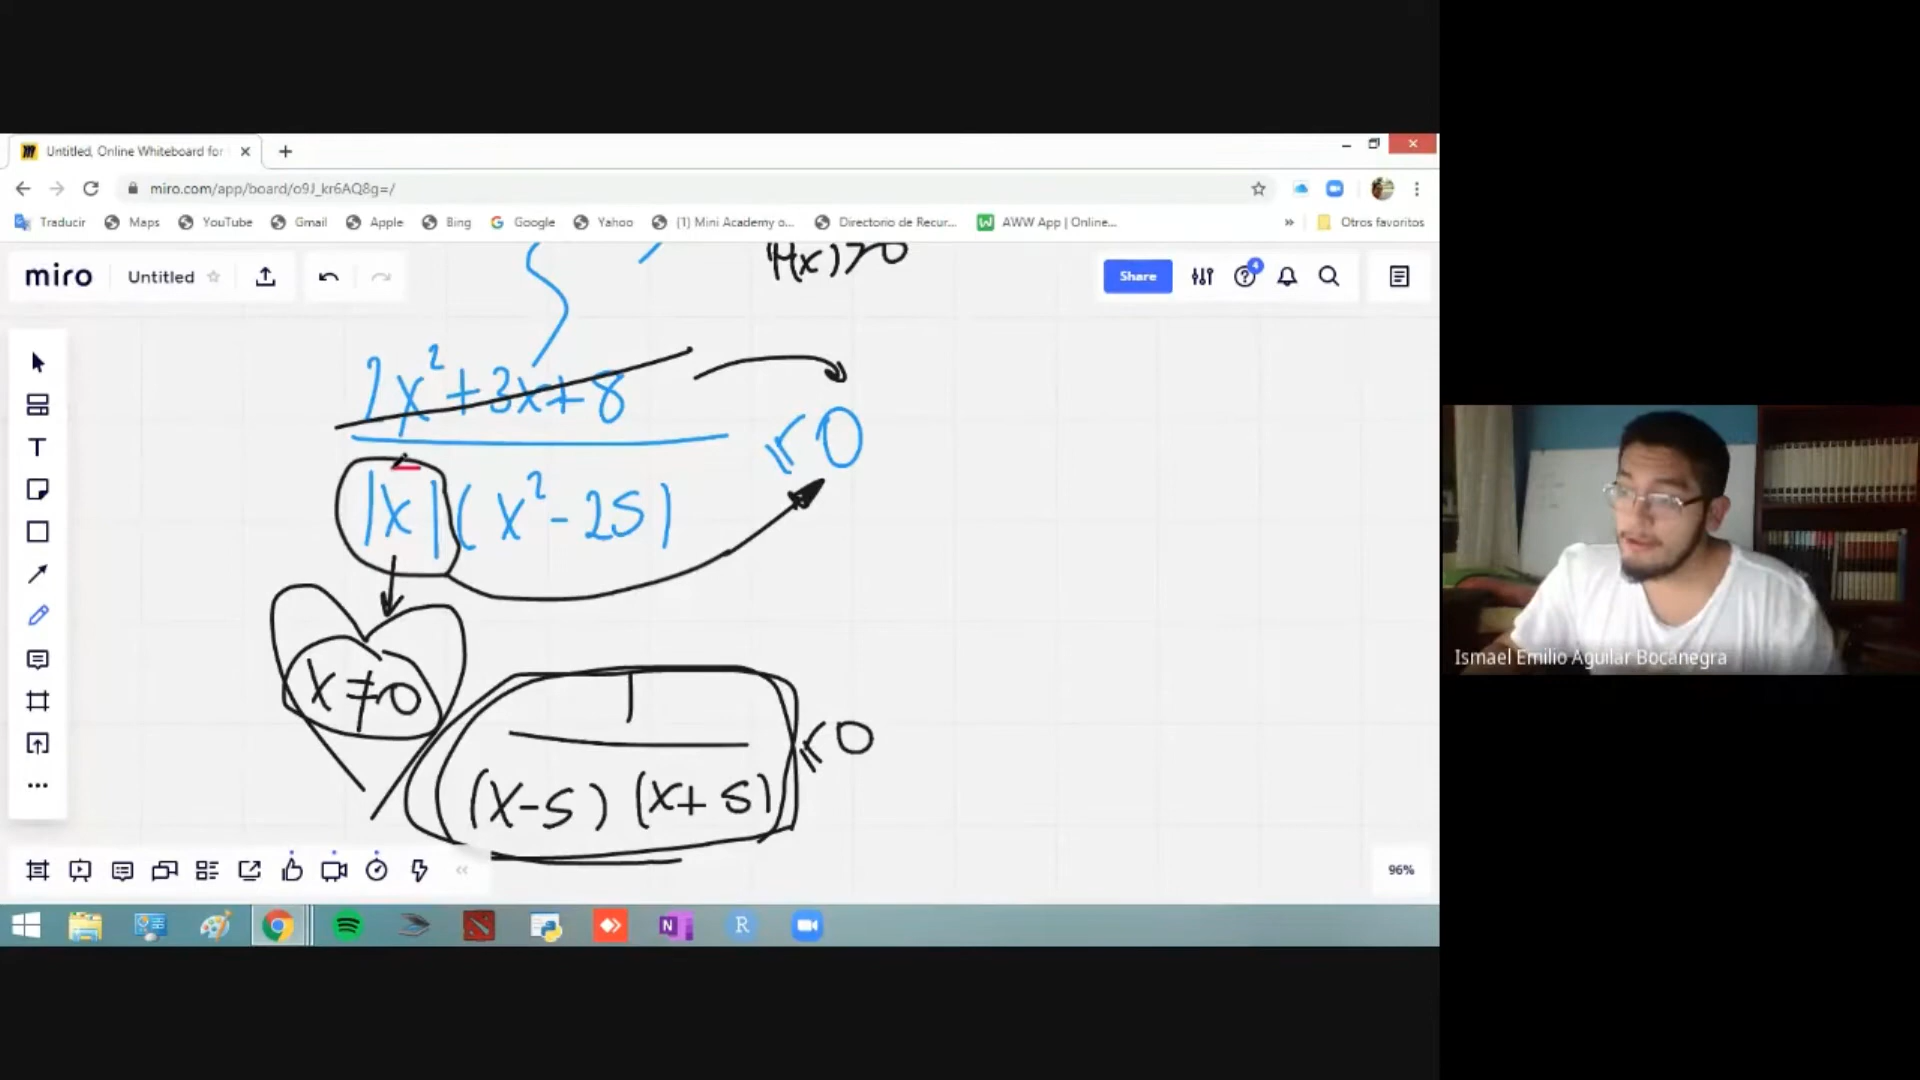 Untitled, Online Whiteboard for
miro.com/app/board/o9J_kr6AQ8g=/
Traducir Maps YouTube Gmail Apple Bing Google Yahoo (1) Mini Academy o... Directorio de Recur... AWW App | Online... » Otros favoritos
miro Untitled Share 4
H(x) > 0
2x² + 3x + 8
≤ 0
|x| (x² - 25)
x ≠ 0
1
≤ 0
(x-5) (x+5)
Ismael Emilio Aguilar Bocanegra
96%